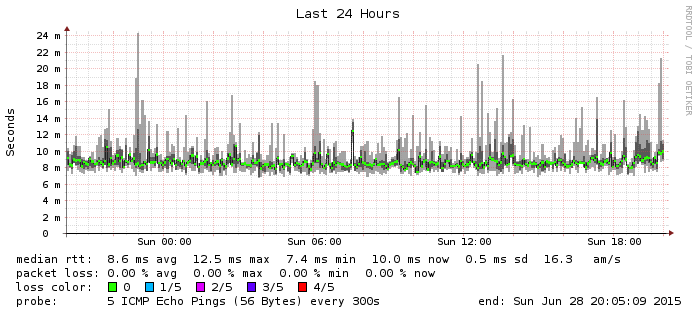 Last 24 Hours
RRDTOOL / TOBI OETIKER
Seconds
24 m
22 m
20 m
18 m
16 m
14 m
12 m
10 m
8 m
6 m
4 m
2 m
0
Sun 00:00 Sun 06:00 Sun 12:00 Sun 18:00
median rtt: 8.6 ms avg 12.5 ms max 7.4 ms min 10.0 ms now 0.5 ms sd 16.3 am/s
packet loss: 0.00 % avg 0.00 % max 0.00 % min 0.00 % now
loss color: 0 1/5 2/5 3/5 4/5
probe: 5 ICMP Echo Pings (56 Bytes) every 300s end: Sun Jun 28 20:05:09 2015